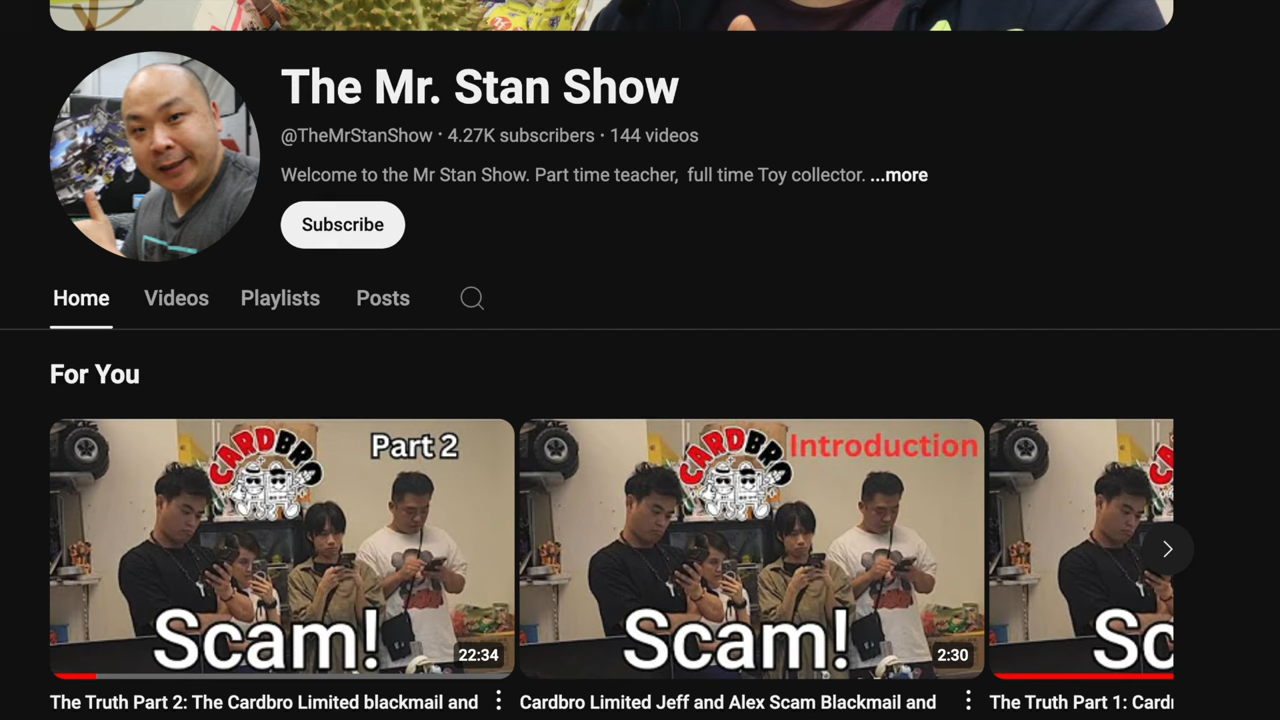 The Mr. Stan Show
@TheMrStanShow · 4.27K subscribers · 144 videos
Welcome to the Mr Stan Show. Part time teacher, full time Toy collector. ...more
Subscribe
Home Videos Playlists Posts
For You
CARDBRO Part 2
Scam!
22:34
CARDBRO Introduction
Scam!
2:30
CA
Sc
The Truth Part 2: The Cardbro Limited blackmail and
Cardbro Limited Jeff and Alex Scam Blackmail and
The Truth Part 1: Card